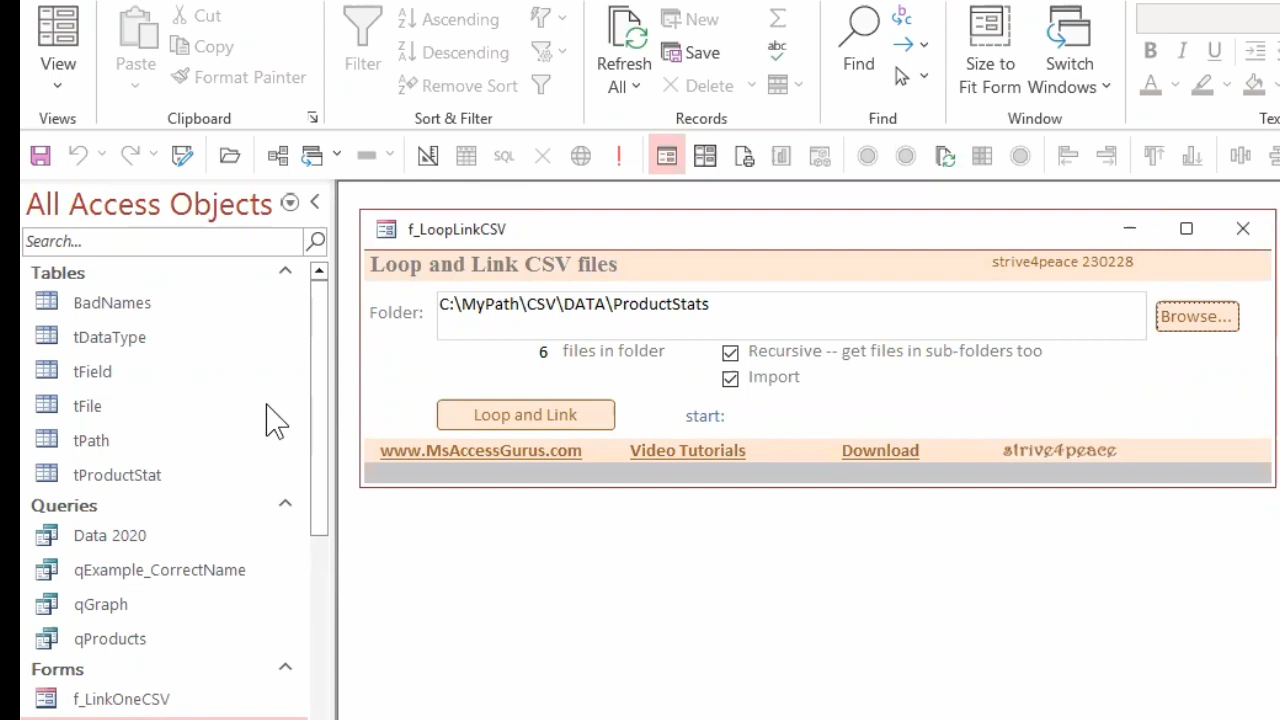 View
Views
Paste
Cut
Copy
Format Painter
Clipboard
Filter
Ascending
Descending
Remove Sort
Sort & Filter
Refresh
All
New
Save
Delete
Σ
abc
Records
Find
Find
Size to
Fit Form
Switch
Windows
Window
B I U
A
Tex
SQL
All Access Objects
Search...
Tables
BadNames
tDataType
tField
tFile
tPath
tProductStat
Queries
Data 2020
qExample_CorrectName
qGraph
qProducts
Forms
f_LinkOneCSV
f_LoopLinkCSV
Loop and Link CSV files
strive4peace 230228
Folder:
C:\MyPath\CSV\DATA\ProductStats
Browse...
6 files in folder
Recursive -- get files in sub-folders too
Import
Loop and Link
start:
www.MsAccessGurus.com
Video Tutorials
Download
strive4peace